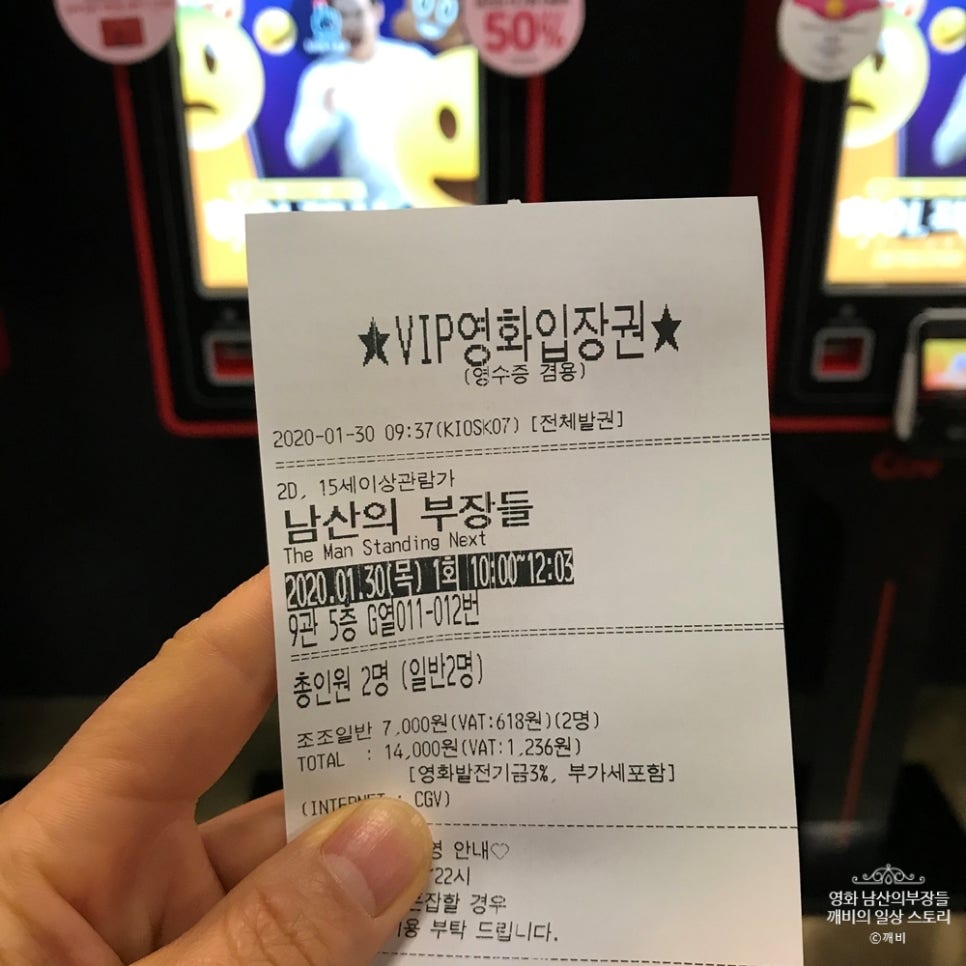 50%
★VIP영화입장권★
(영수증 겸용)
2020-01-30 09:37(KIOSK07) [전체발권]
2D, 15세이상관람가
남산의 부장들
The Man Standing Next
2020.01.30(목) 1회 10:00~12:03
9관 5층 G열011-012번
총인원 2명 (일반2명)
조조일반 7,000원(VAT:618원)(2명)
TOTAL : 14,000원(VAT:1,236원)
[영화발전기금3%, 부가세포함]
(INTERNET : CGV)
안내♡
22시
경우
부탁 드립니다.
영화 남산의부장들
깨비의 일상 스토리
©깨비